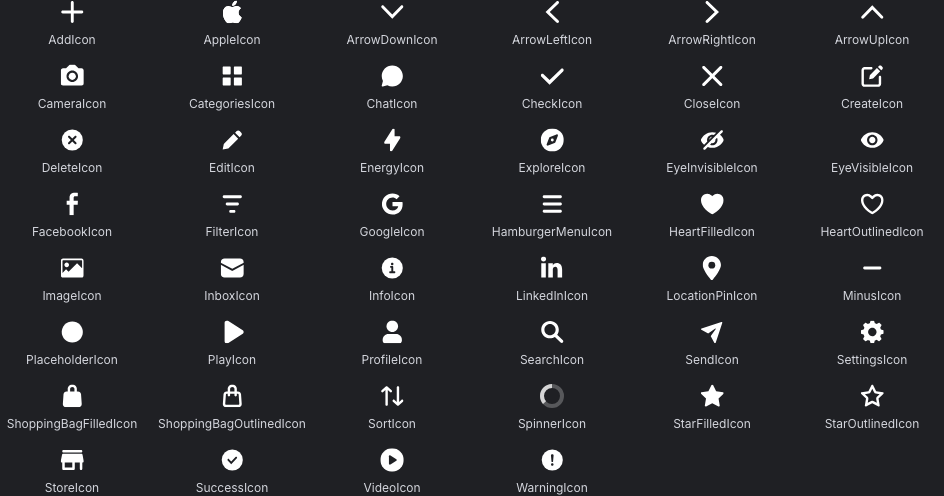 AddIcon AppleIcon ArrowDownIcon ArrowLeftIcon ArrowRightIcon ArrowUpIcon
CameraIcon CategoriesIcon ChatIcon CheckIcon CloseIcon CreateIcon
DeleteIcon EditIcon EnergyIcon ExploreIcon EyeInvisibleIcon EyeVisibleIcon
FacebookIcon FilterIcon GoogleIcon HamburgerMenuIcon HeartFilledIcon HeartOutlinedIcon
ImageIcon InboxIcon InfoIcon LinkedInIcon LocationPinIcon MinusIcon
PlaceholderIcon PlayIcon ProfileIcon SearchIcon SendIcon SettingsIcon
ShoppingBagFilledIcon ShoppingBagOutlinedIcon SortIcon SpinnerIcon StarFilledIcon StarOutlinedIcon
StoreIcon SuccessIcon VideoIcon WarningIcon